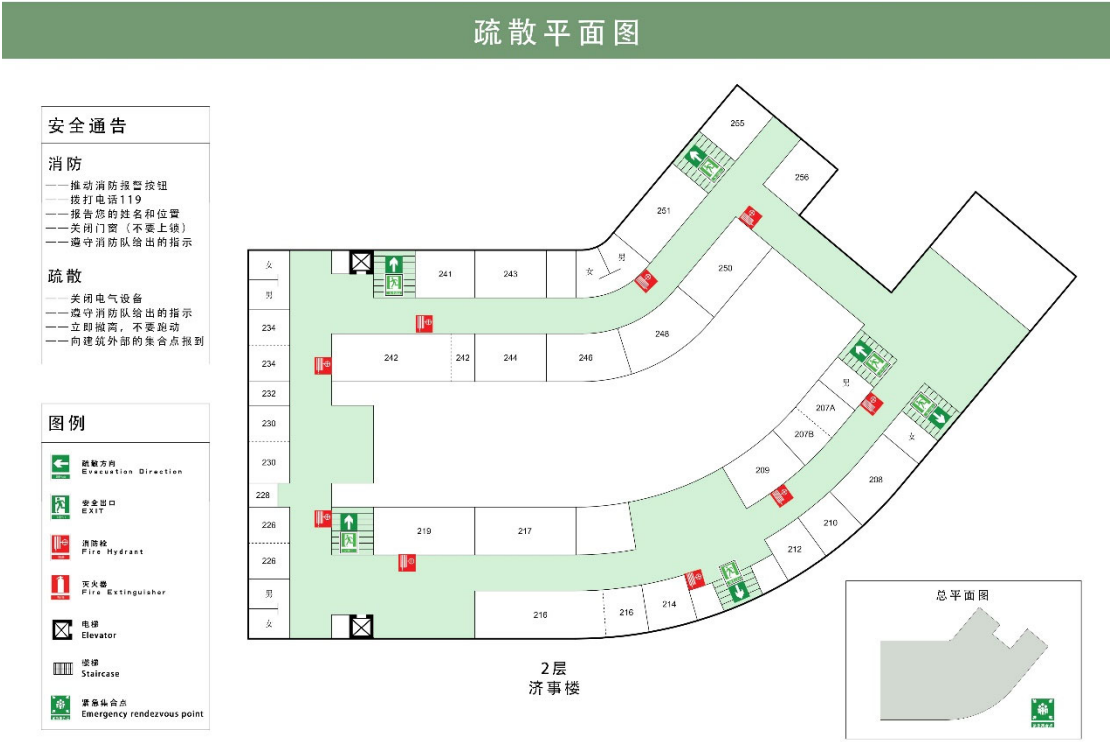 疏散平面图
安全通告
消防
——推动消防报警按钮
——拨打电话119
——报告您的姓名和位置
——关闭门窗（不要上锁）
——遵守消防队给出的指示
疏散
——关闭电气设备
——遵守消防队给出的指示
——立即撤离，不要跑动
——向建筑外部的集合点报到
图例
疏散方向
Evacuation Direction
安全出口
EXIT
消防栓
Fire Hydrant
灭火器
Fire Extinguisher
电梯
Elevator
楼梯
Staircase
紧急集合点
Emergency rendezvous point
255
256
251
男
女
250
女
241
243
男
234
248
242
242
244
246
234
232
男
207A
230
207B
女
230
209
208
228
226
219
217
210
226
212
男
216
216
214
女
2层
济事楼
总平面图